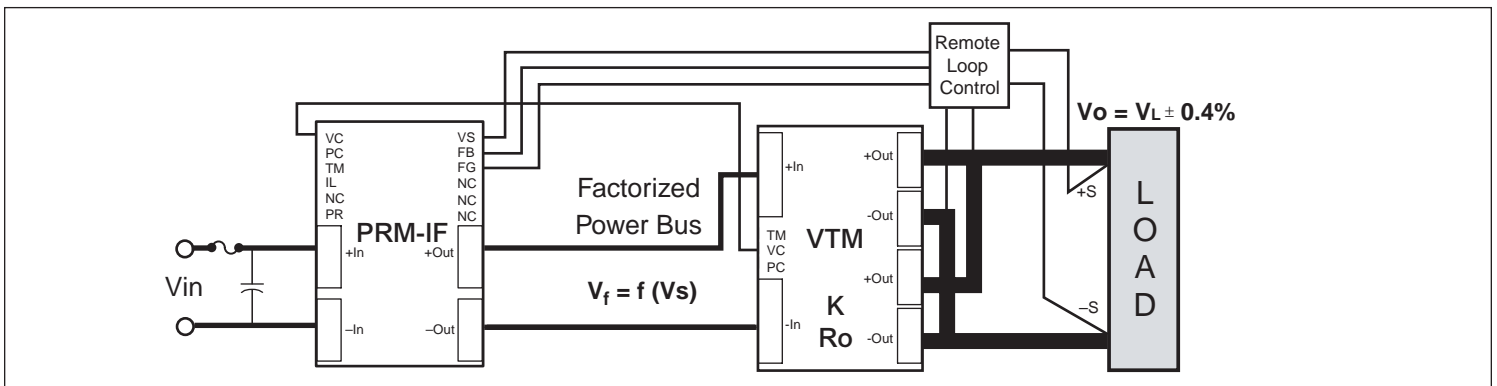 Remote
Loop
Control
Vo = VL ± 0.4%
VC
PC
TM
IL
NC
PR
VS
FB
FG
NC
NC
NC
PRM-IF
+In
+Out
–In
–Out
Vin
Factorized
Power Bus
Vf = f (Vs)
+In
TM
VC
PC
-In
VTM
K
Ro
+Out
-Out
+Out
-Out
+S
–S
L
O
A
D